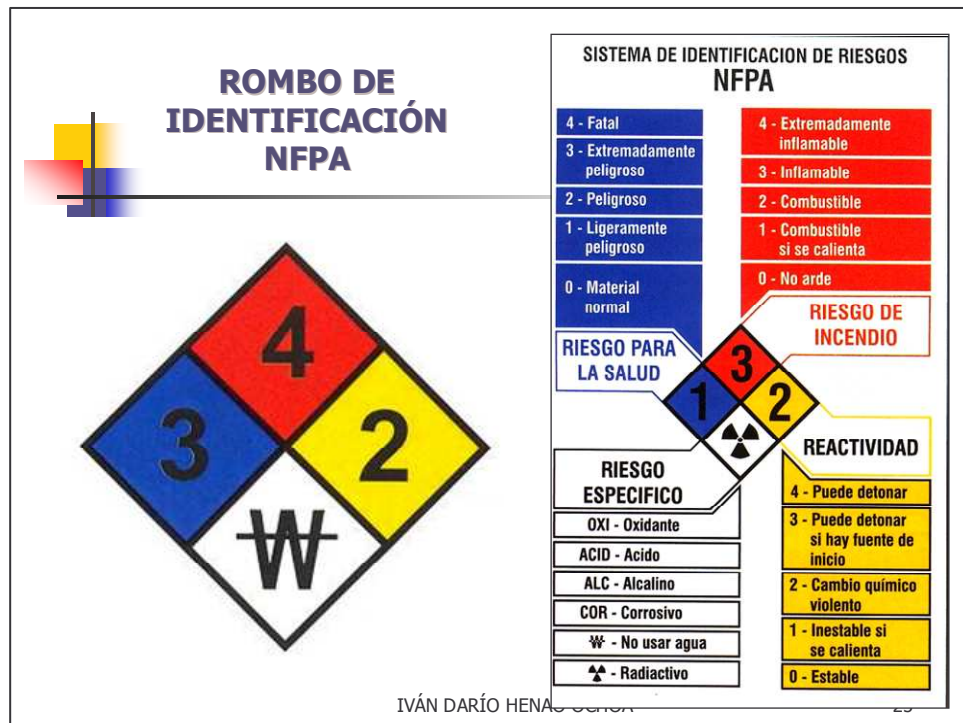 ROMBO DE
IDENTIFICACIÓN
NFPA
4
3
2
W
SISTEMA DE IDENTIFICACION DE RIESGOS
NFPA
4 - Fatal
3 - Extremadamente
peligroso
2 - Peligroso
1 - Ligeramente
peligroso
0 - Material
normal
RIESGO PARA
LA SALUD
4 - Extremadamente
inflamable
3 - Inflamable
2 - Combustible
1 - Combustible
si se calienta
0 - No arde
RIESGO DE
INCENDIO
3
1
2
RIESGO
ESPECIFICO
OXI - Oxidante
ACID - Acido
ALC - Alcalino
COR - Corrosivo
W - No usar agua
- Radiactivo
REACTIVIDAD
4 - Puede detonar
3 - Puede detonar
si hay fuente de
inicio
2 - Cambio químico
violento
1 - Inestable si
se calienta
0 - Estable
IVÁN DARÍO HENAO OCHOA